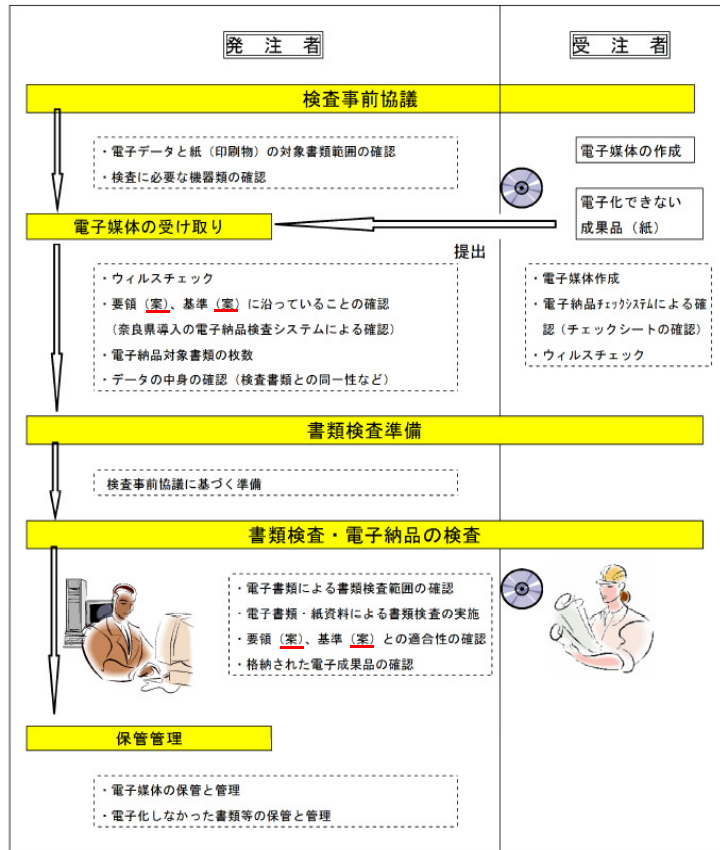 発注者
受注者
検査事前協議
・電子データと紙（印刷物）の対象書類範囲の確認
・検査に必要な機器類の確認
電子媒体の作成
電子化できない
成果品（紙）
電子媒体の受け取り
提出
・ウィルスチェック
・要領（案）、基準（案）に沿っていることの確認
（奈良県導入の電子納品検査システムによる確認）
・電子納品対象書類の枚数
・データの中身の確認（検査書類との同一性など）
・電子媒体作成
・電子納品ﾁｪｯｸｼｽﾃﾑによる確
認（チェックシートの確認）
・ウィルスチェック
書類検査準備
検査事前協議に基づく準備
書類検査・電子納品の検査
・電子書類による書類検査範囲の確認
・電子書類・紙資料による書類検査の実施
・要領（案）、基準（案）との適合性の確認
・格納された電子成果品の確認
保管管理
・電子媒体の保管と管理
・電子化しなかった書類等の保管と管理